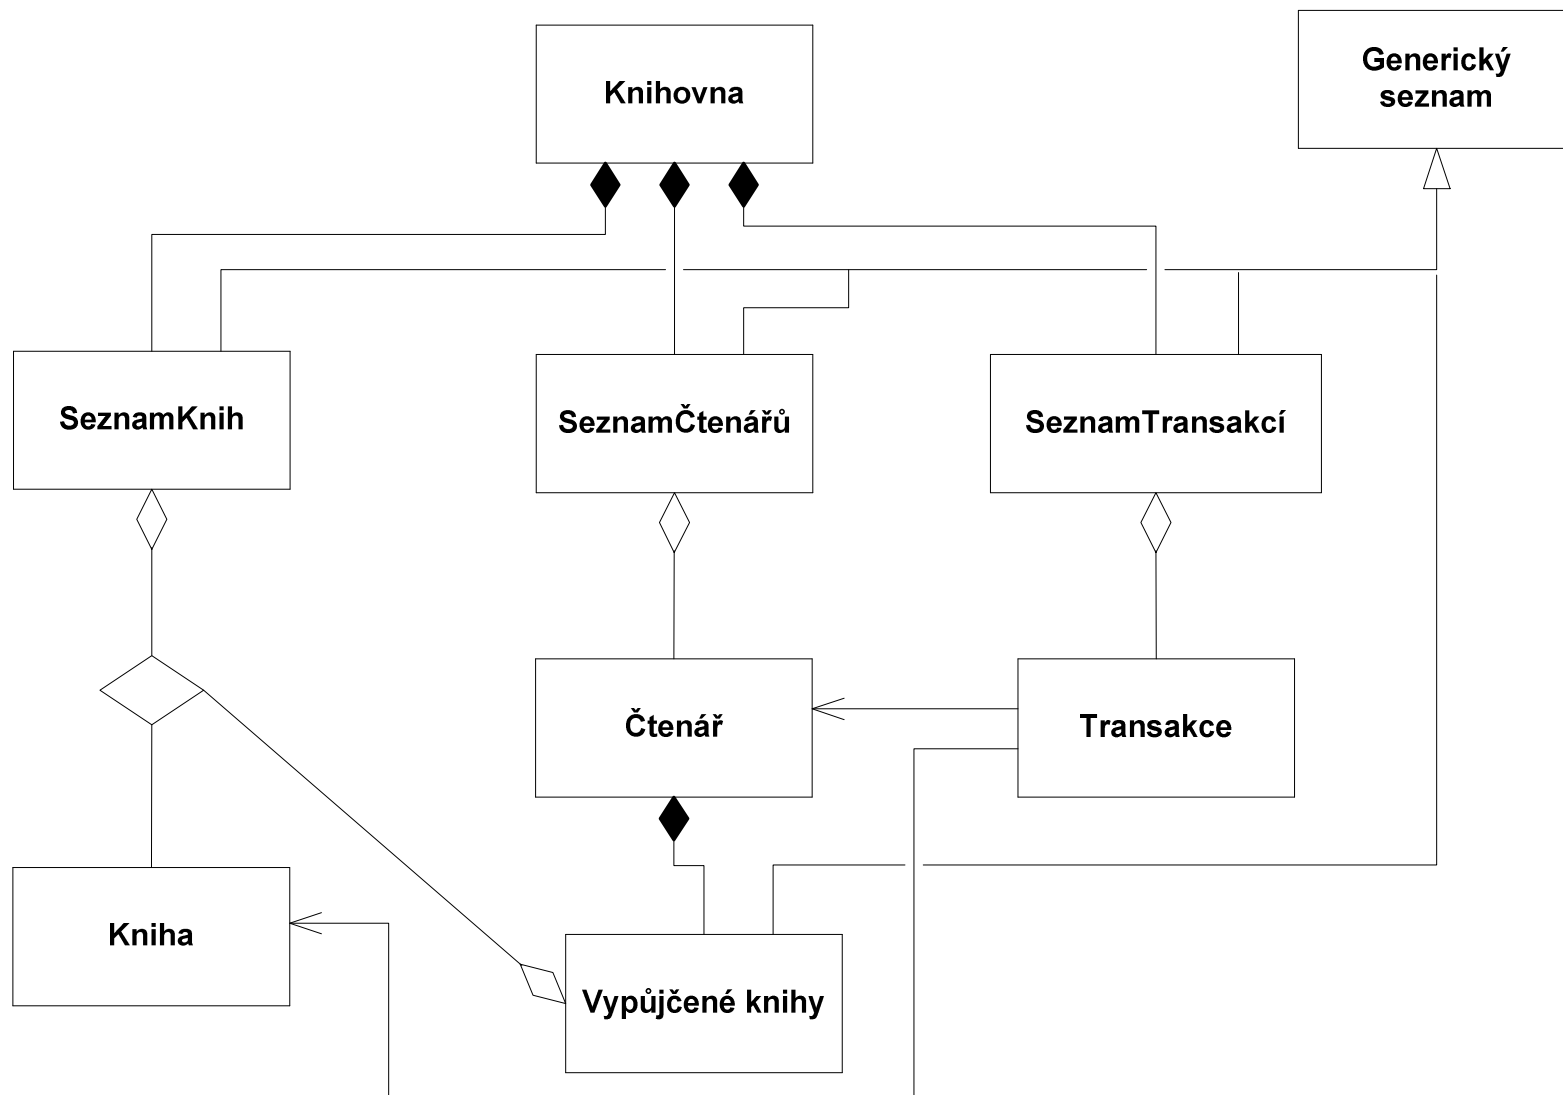 Knihovna
Generický
seznam
SeznamKnih
SeznamČtenářů
SeznamTransakcí
Čtenář
Transakce
Kniha
Vypůjčené knihy